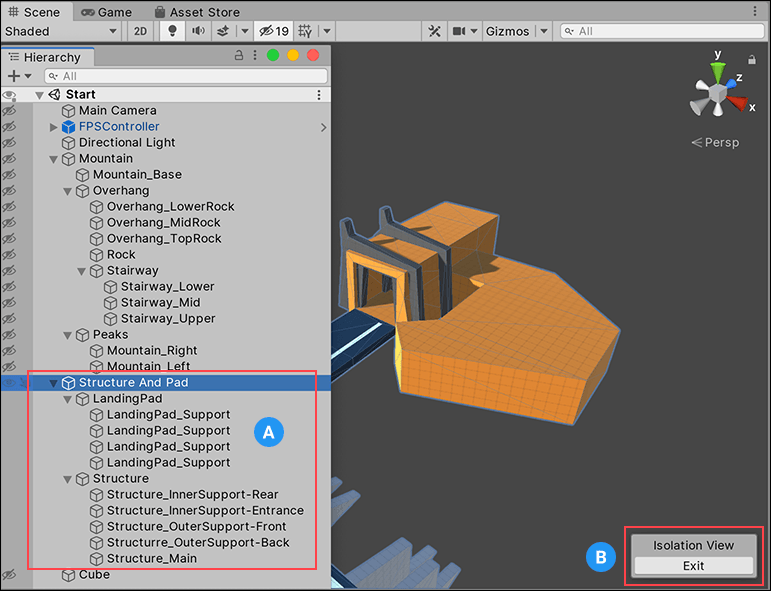 Scene Game Asset Store
Shaded 2D 19 Gizmos All
Hierarchy
All
Start
Main Camera
FPSController
Directional Light
Mountain
Mountain_Base
Overhang
Overhang_LowerRock
Overhang_MidRock
Overhang_TopRock
Rock
Stairway
Stairway_Lower
Stairway_Mid
Stairway_Upper
Peaks
Mountain_Right
Mountain_Left
Structure And Pad
LandingPad
LandingPad_Support
LandingPad_Support
LandingPad_Support
LandingPad_Support
Structure
Structure_InnerSupport-Rear
Structure_InnerSupport-Entrance
Structure_OuterSupport-Front
Structurre_OuterSupport-Back
Structure_Main
Cube
A
y
z
x
Persp
B
Isolation View
Exit